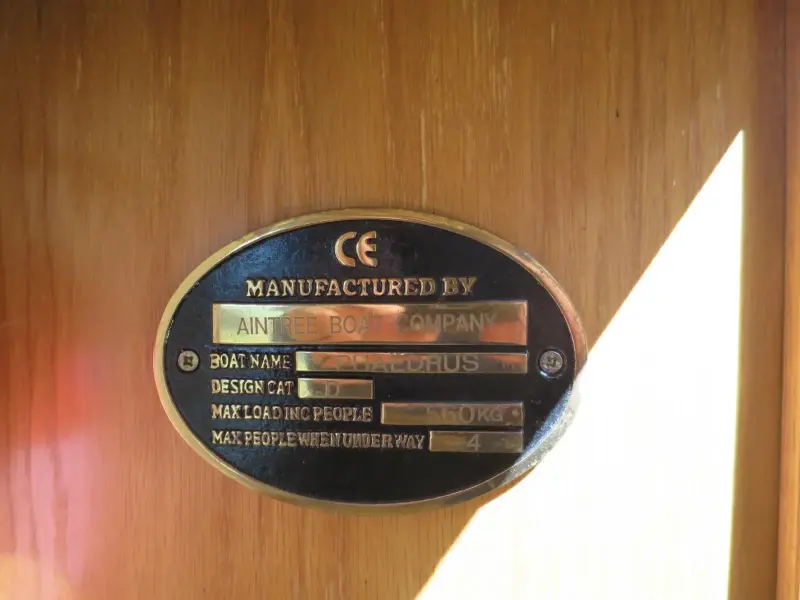 CE
MANUFACTURED BY
AINTREE BOAT COMPANY
BOAT NAME PHAEDRUS
DESIGN CAT D
MAX LOAD INC PEOPLE
MAX PEOPLE WHEN UNDER WAY 4